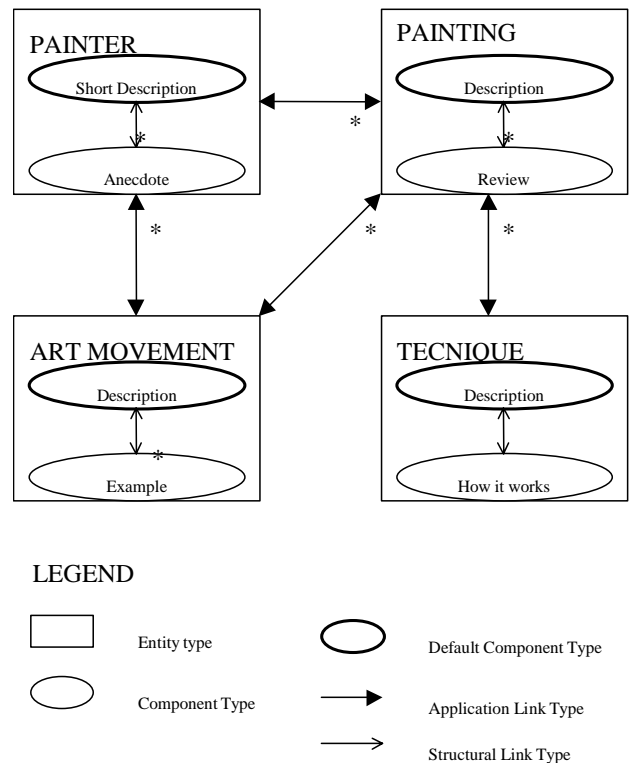 PAINTER
Short Description
*
Anecdote
*
PAINTING
Description
*
Review
*
*
*
ART MOVEMENT
Description
*
Example
TECNIQUE
Description
How it works
LEGEND
Entity type
Default Component Type
Component Type
Application Link Type
Structural Link Type